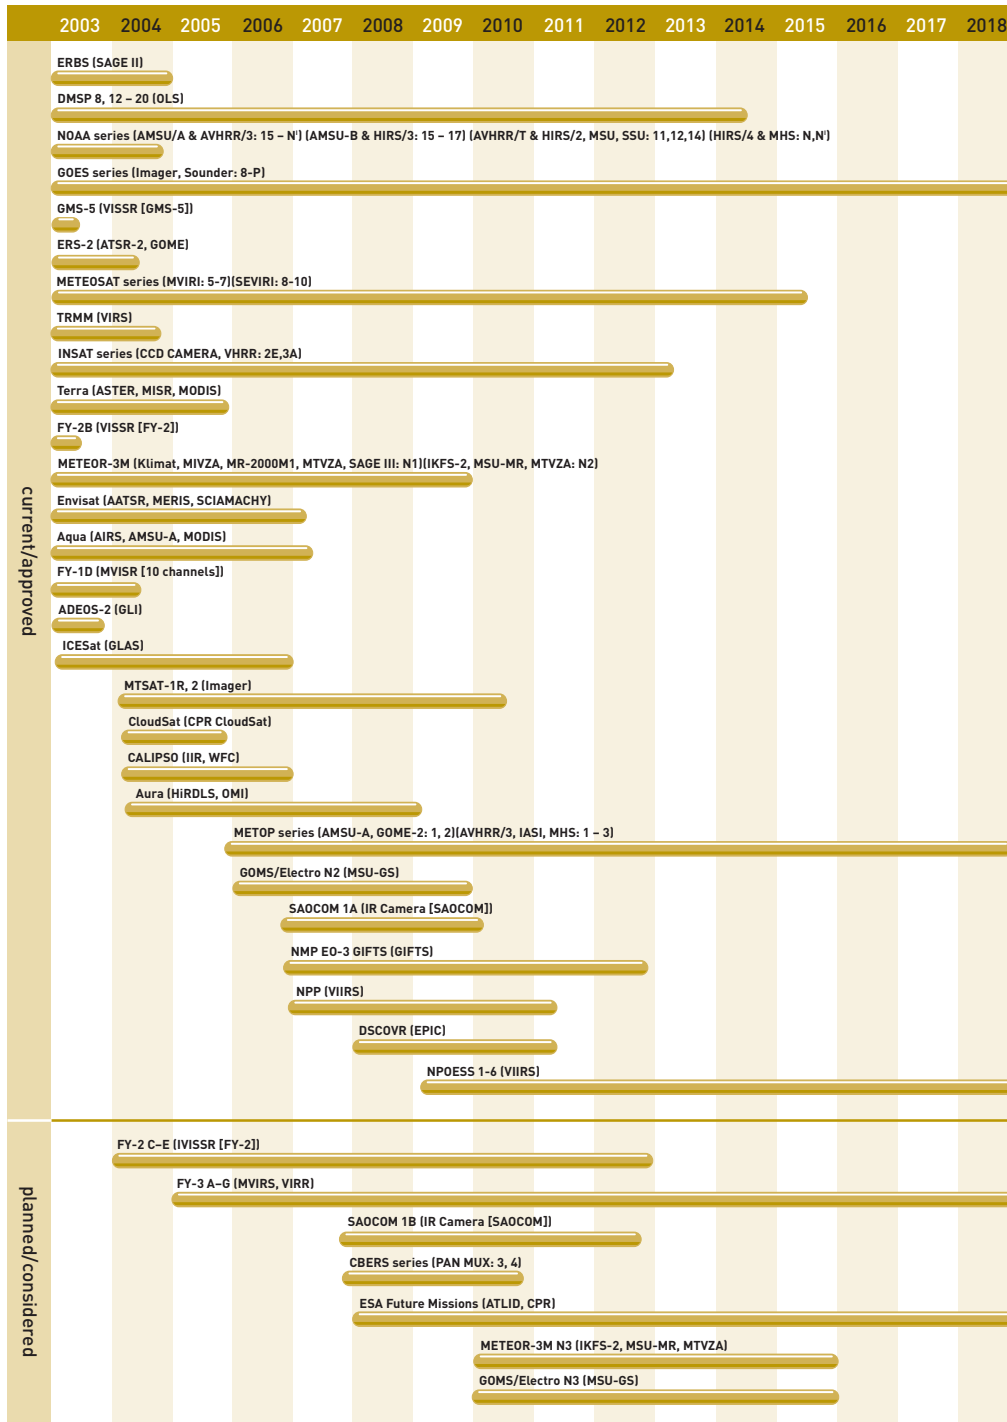 2003 2004 2005 2006 2007 2008 2009 2010 2011 2012 2013 2014 2015 2016 2017 2018
current/approved
ERBS (SAGE II)
DMSP 8, 12 – 20 (OLS)
NOAA series (AMSU/A & AVHRR/3: 15 – N') (AMSU-B & HIRS/3: 15 – 17) (AVHRR/T & HIRS/2, MSU, SSU: 11,12,14) (HIRS/4 & MHS: N,N')
GOES series (Imager, Sounder: 8-P)
GMS-5 (VISSR [GMS-5])
ERS-2 (ATSR-2, GOME)
METEOSAT series (MVIRI: 5-7)(SEVIRI: 8-10)
TRMM (VIRS)
INSAT series (CCD CAMERA, VHRR: 2E,3A)
Terra (ASTER, MISR, MODIS)
FY-2B (VISSR [FY-2])
METEOR-3M (Klimat, MIVZA, MR-2000M1, MTVZA, SAGE III: N1)(IKFS-2, MSU-MR, MTVZA: N2)
Envisat (AATSR, MERIS, SCIAMACHY)
Aqua (AIRS, AMSU-A, MODIS)
FY-1D (MVISR [10 channels])
ADEOS-2 (GLI)
ICESat (GLAS)
MTSAT-1R, 2 (Imager)
CloudSat (CPR CloudSat)
CALIPSO (IIR, WFC)
Aura (HiRDLS, OMI)
METOP series (AMSU-A, GOME-2: 1, 2)(AVHRR/3, IASI, MHS: 1 – 3)
GOMS/Electro N2 (MSU-GS)
SAOCOM 1A (IR Camera [SAOCOM])
NMP EO-3 GIFTS (GIFTS)
NPP (VIIRS)
DSCOVR (EPIC)
NPOESS 1-6 (VIIRS)
planned/considered
FY-2 C–E (IVISSR [FY-2])
FY-3 A–G (MVIRS, VIRR)
SAOCOM 1B (IR Camera [SAOCOM])
CBERS series (PAN MUX: 3, 4)
ESA Future Missions (ATLID, CPR)
METEOR-3M N3 (IKFS-2, MSU-MR, MTVZA)
GOMS/Electro N3 (MSU-GS)